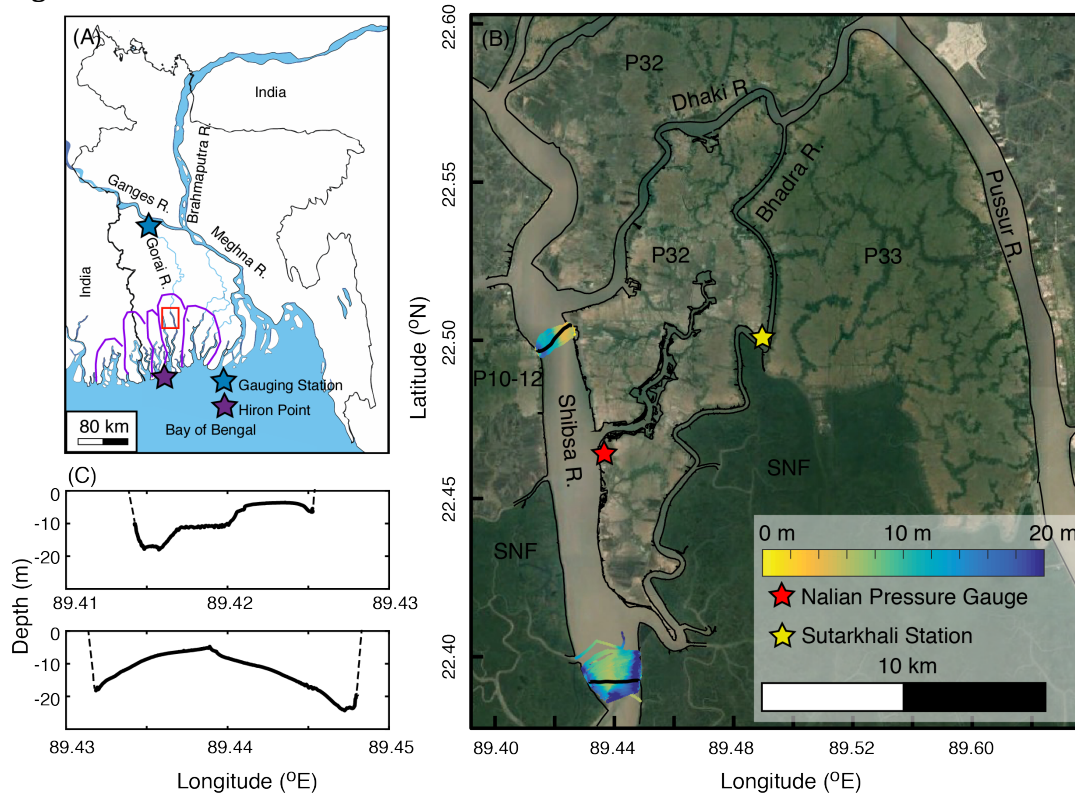 (A)
India
Brahmaputra R.
Ganges R.
Meghna R.
Gorai R.
India
Gauging Station
Hiron Point
Bay of Bengal
80 km
(B)
22.60
22.55
22.50
22.45
22.40
Latitude (°N)
P32
Dhaki R.
Bhadra R.
Pussur R.
P32
P33
P10-12
Shibsa R.
SNF
SNF
0 m 10 m 20 m
Nalian Pressure Gauge
Sutarkhali Station
10 km
89.40 89.44 89.48 89.52 89.60
Longitude (°E)
(C)
0
-10
-20
89.41 89.42 89.43
Depth (m)
0
-10
-20
89.43 89.44 89.45
Longitude (°E)